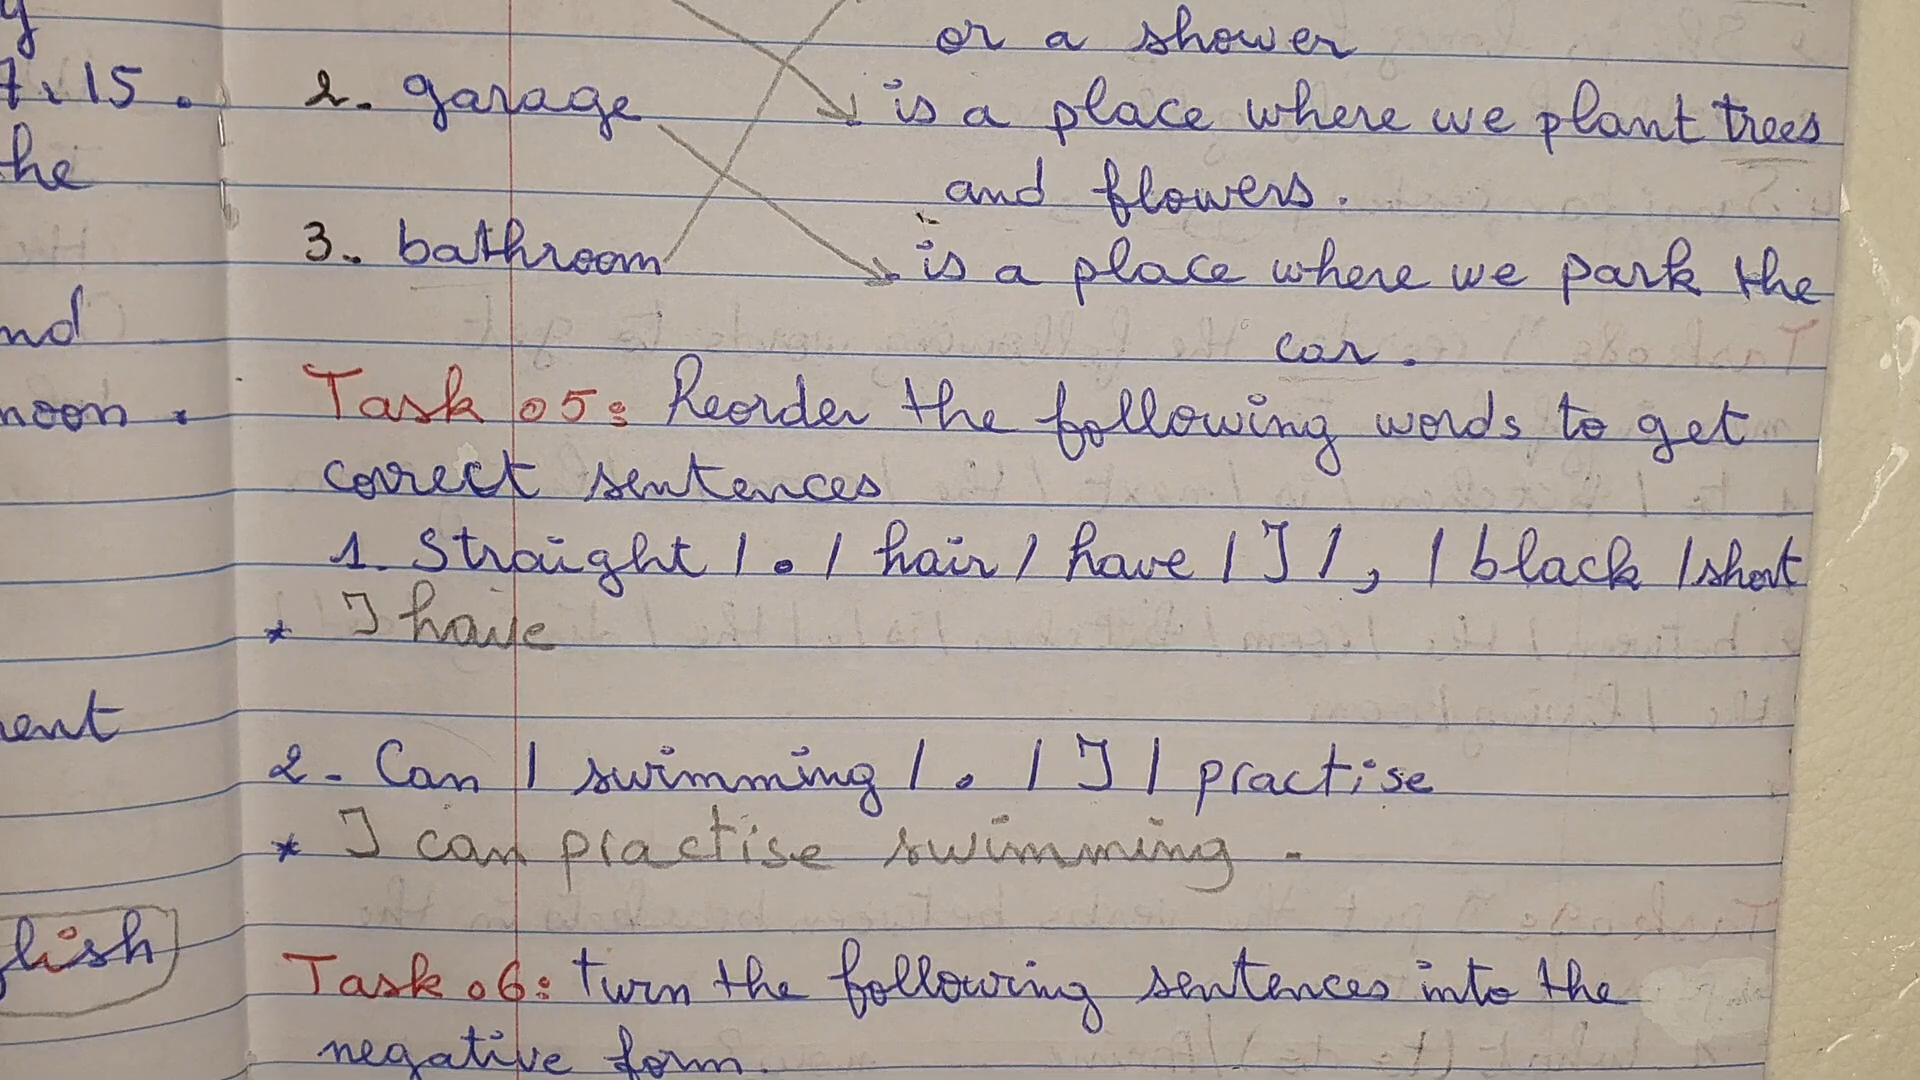 y
7.15.
the
nd
noon.
ent
lish
or a shower
2. garage
is a place where we plant trees
and flowers.
3. bathroom
is a place where we park the
car.
Task 05: Reorder the following words to get
correct sentences
1. Straight / . / hair / have / I / , / black / short
* I have
2. Can / swimming / . / I / practise
* I can practise swimming.
Task 06: Turn the following sentences into the
negative form.